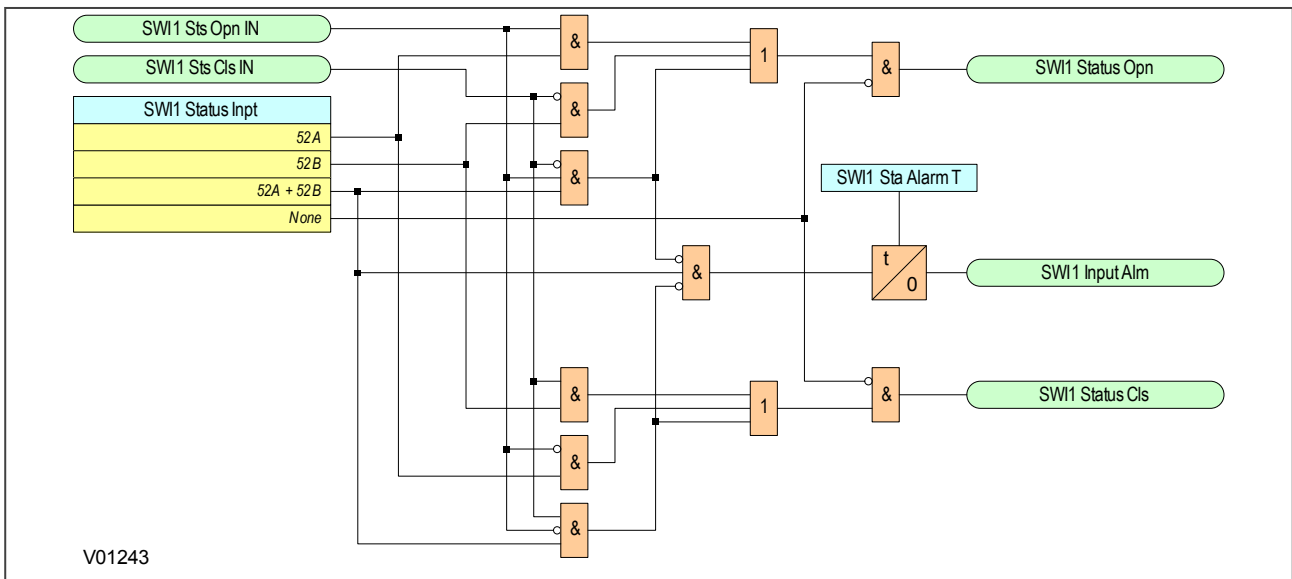 SWI1 Sts Opn IN
SWI1 Sts Cls IN
SWI1 Status Inpt
52A
52B
52A + 52B
None
&
&
&
1
&
SWI1 Status Opn
SWI1 Sta Alarm T
&
t
0
SWI1 Input Alm
&
&
&
1
&
SWI1 Status Cls
V01243